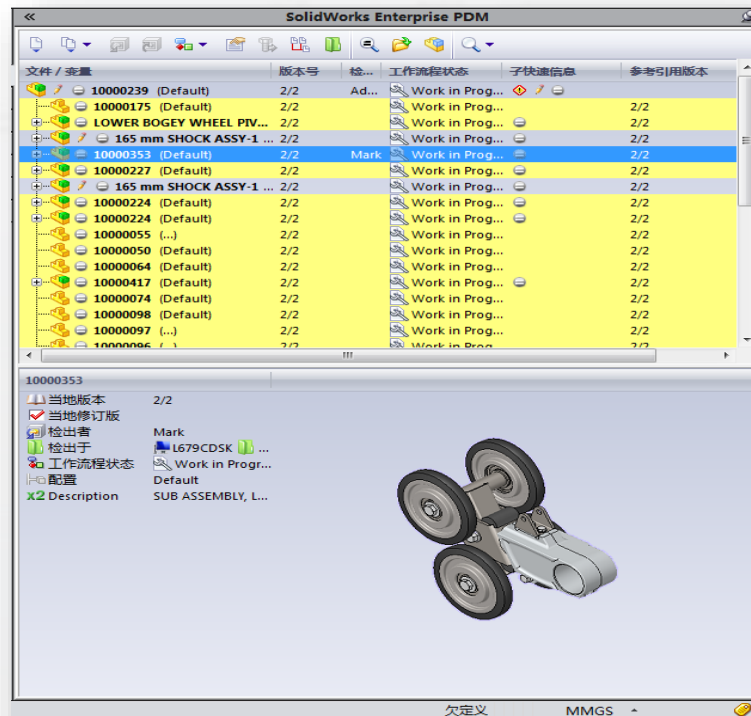 SolidWorks Enterprise PDM
文件 / 变量 版本号 检... 工作流程状态 子快速信息 参考引用版本
10000239 (Default) 2/2 Ad... Work in Prog...
10000175 (Default) 2/2 Work in Prog... 2/2
LOWER BOGEY WHEEL PIV... 2/2 Work in Prog... 2/2
165 mm SHOCK ASSY-1 ... 2/2 Work in Prog... 2/2
10000353 (Default) 2/2 Mark Work in Prog... 2/2
10000227 (Default) 2/2 Work in Prog... 2/2
165 mm SHOCK ASSY-1 ... 2/2 Work in Prog... 2/2
10000224 (Default) 2/2 Work in Prog... 2/2
10000224 (Default) 2/2 Work in Prog... 2/2
10000055 (...) 2/2 Work in Prog... 2/2
10000050 (Default) 2/2 Work in Prog... 2/2
10000064 (Default) 2/2 Work in Prog... 2/2
10000417 (Default) 2/2 Work in Prog... 2/2
10000074 (Default) 2/2 Work in Prog... 2/2
10000098 (Default) 2/2 Work in Prog... 2/2
10000097 (...) 2/2 Work in Prog... 2/2
10000096 (...) 2/2 Work in Prog... 2/2
10000353
当地版本 2/2
当地修订版
检出者 Mark
检出于 L679CDSK ...
工作流程状态 Work in Progr...
配置 Default
x2 Description SUB ASSEMBLY, L...
欠定义 MMGS